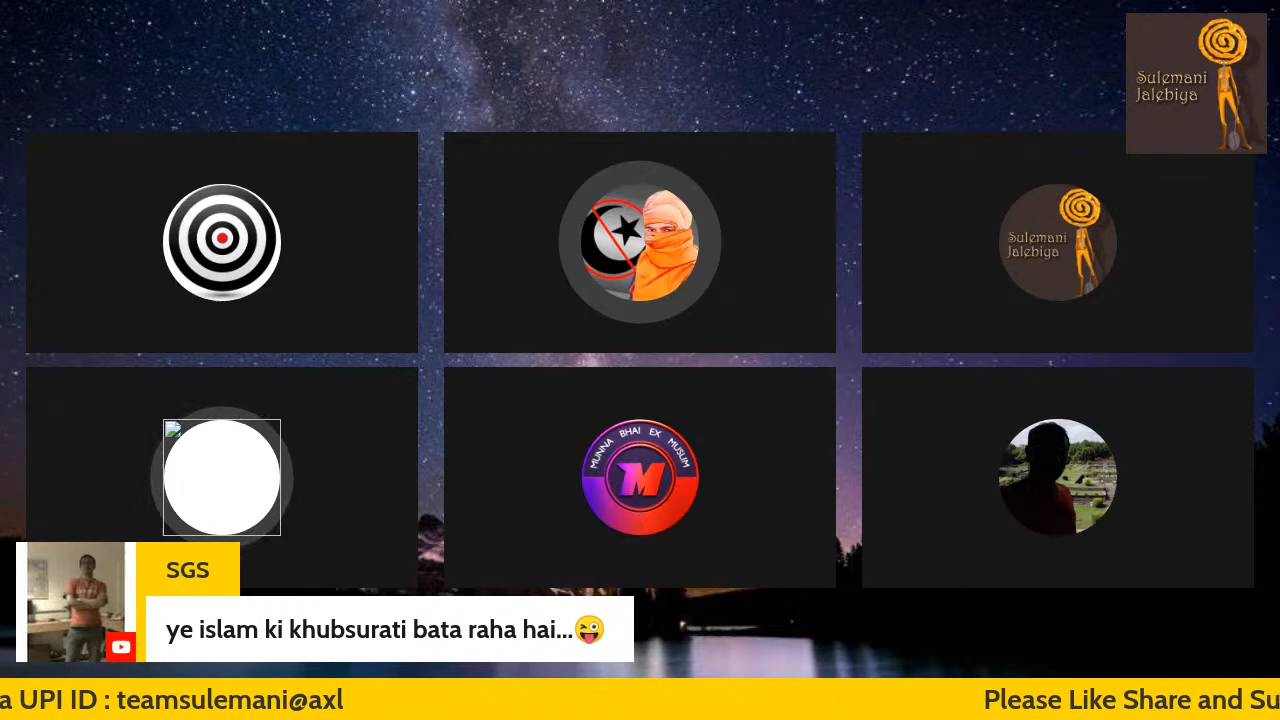 Sulemani
Jalebiya
Sulemani
Jalebiya
MUNNA BHAI EX MUSLIM
M
SGS
ye islam ki khubsurati bata raha hai...😜
a UPI ID : teamsulemani@axl
Please Like Share and Su